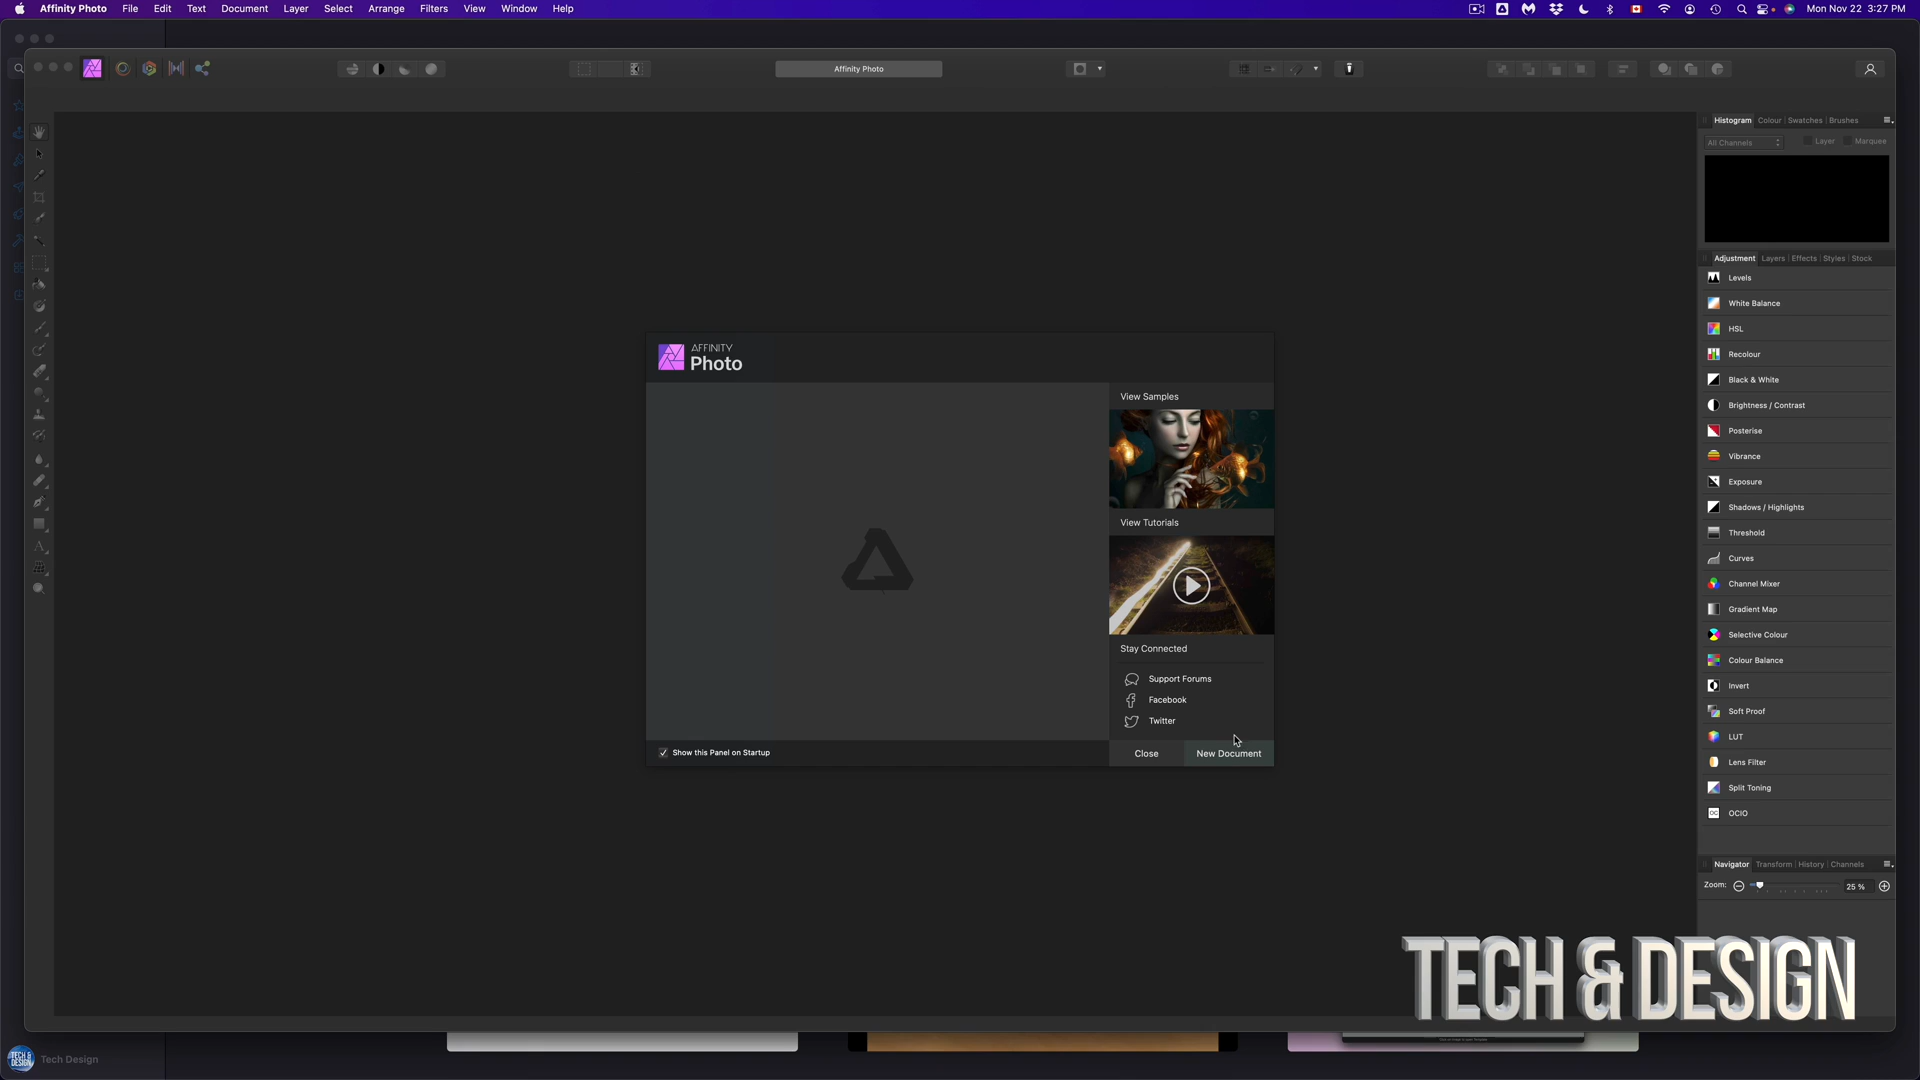 Affinity Photo File Edit Text Document Layer Select Arrange Filters View Window Help Mon Nov 22 3:27 PM
Affinity Photo
Histogram Colour Swatches Brushes
All Channels Layer Marquee
Adjustment Layers Effects Styles Stock
Levels
White Balance
HSL
Recolour
Black & White
Brightness / Contrast
Posterise
Vibrance
Exposure
Shadows / Highlights
Threshold
Curves
Channel Mixer
Gradient Map
Selective Colour
Colour Balance
Invert
Soft Proof
LUT
Lens Filter
Split Toning
OCIO
Navigator Transform History Channels
Zoom: 25 %
AFFINITY
Photo
View Samples
View Tutorials
Stay Connected
Support Forums
Facebook
Twitter
Show this Panel on Startup
Close New Document
TECH & DESIGN
TECH &
DESIGN
Tech Design